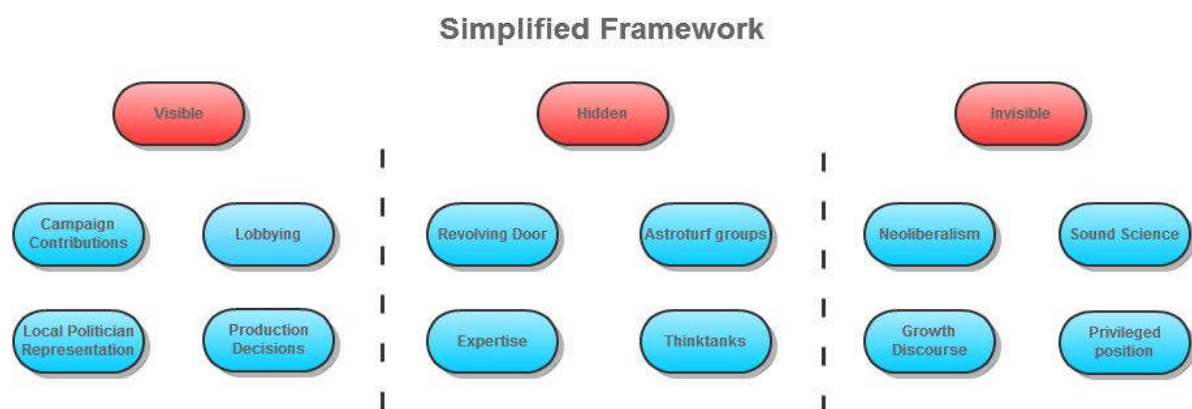 Simplified Framework
Visible
Hidden
Invisible
Campaign
Contributions
Lobbying
Revolving Door
Astroturf groups
Neoliberalism
Sound Science
Local Politician
Representation
Production
Decisions
Expertise
Thinktanks
Growth
Discourse
Privileged
position